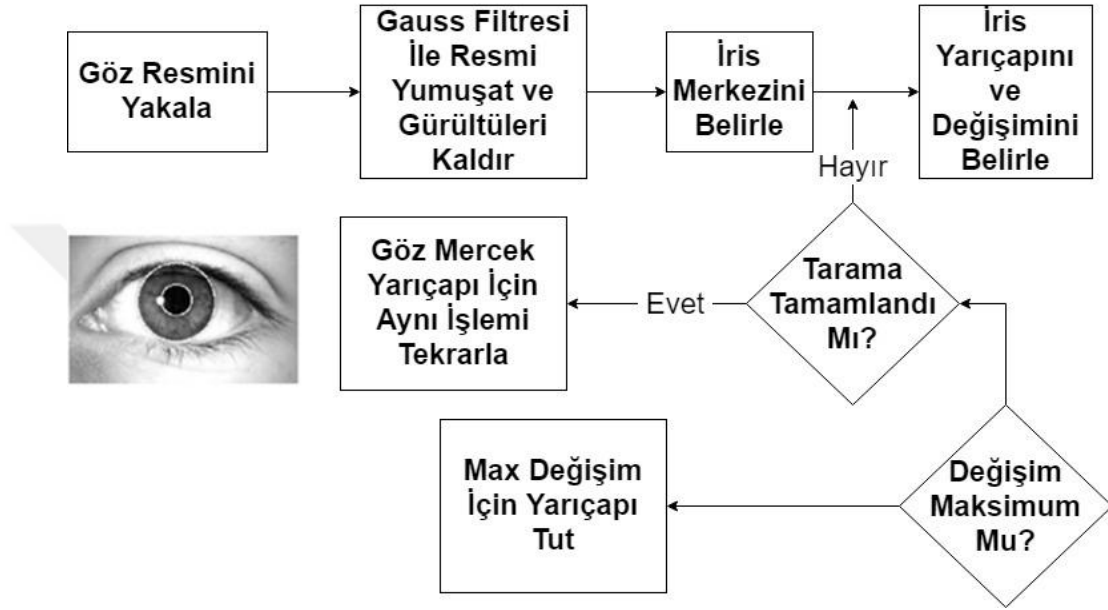 Göz Resmini
Yakala
Gauss Filtresi
İle Resmi
Yumuşat ve
Gürültüleri
Kaldır
İris
Merkezini
Belirle
İris
Yarıçapını
ve
Değişimini
Belirle
Hayır
Göz Mercek
Yarıçapı İçin
Aynı İşlemi
Tekrarla
Evet
Tarama
Tamamlandı
Mı?
Max Değişim
İçin Yarıçapı
Tut
Değişim
Maksimum
Mu?